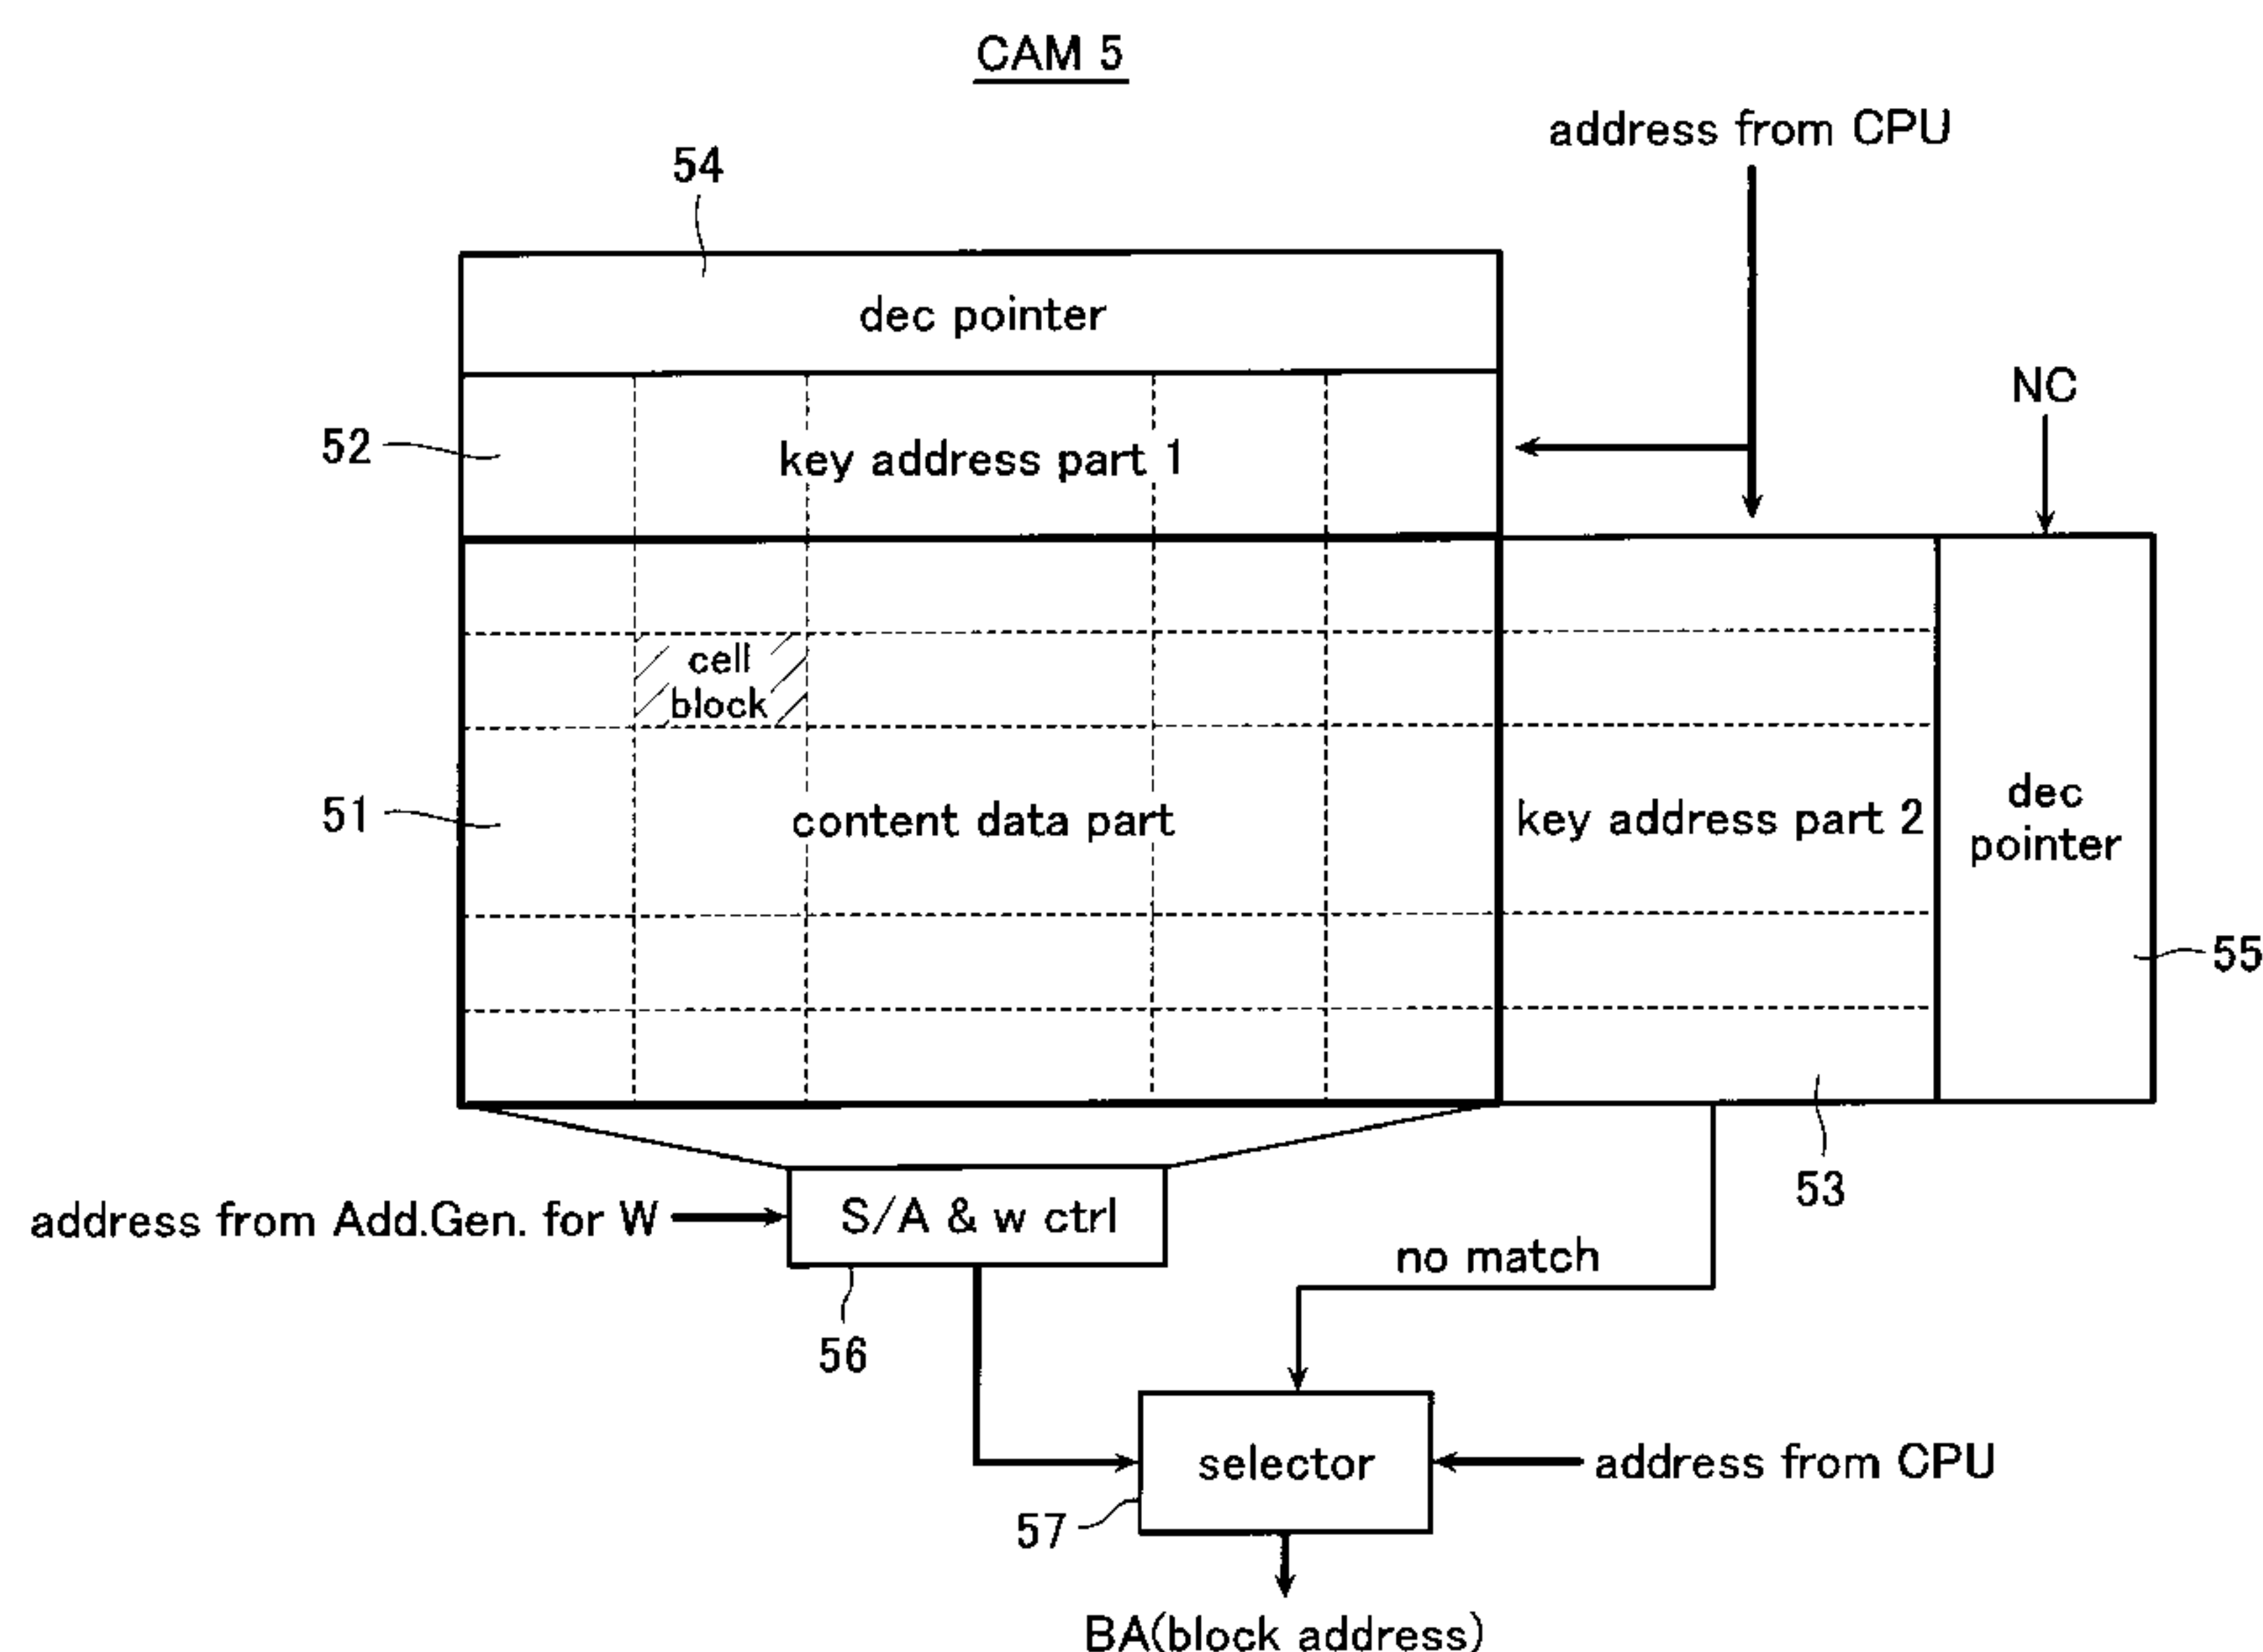 CAM 5
address from CPU
54
dec pointer
NC
52
key address part 1
cell
block
51
content data part
key address part 2
dec
pointer
55
53
address from Add.Gen. for W
S/A & w ctrl
no match
56
selector
address from CPU
57
BA(block address)